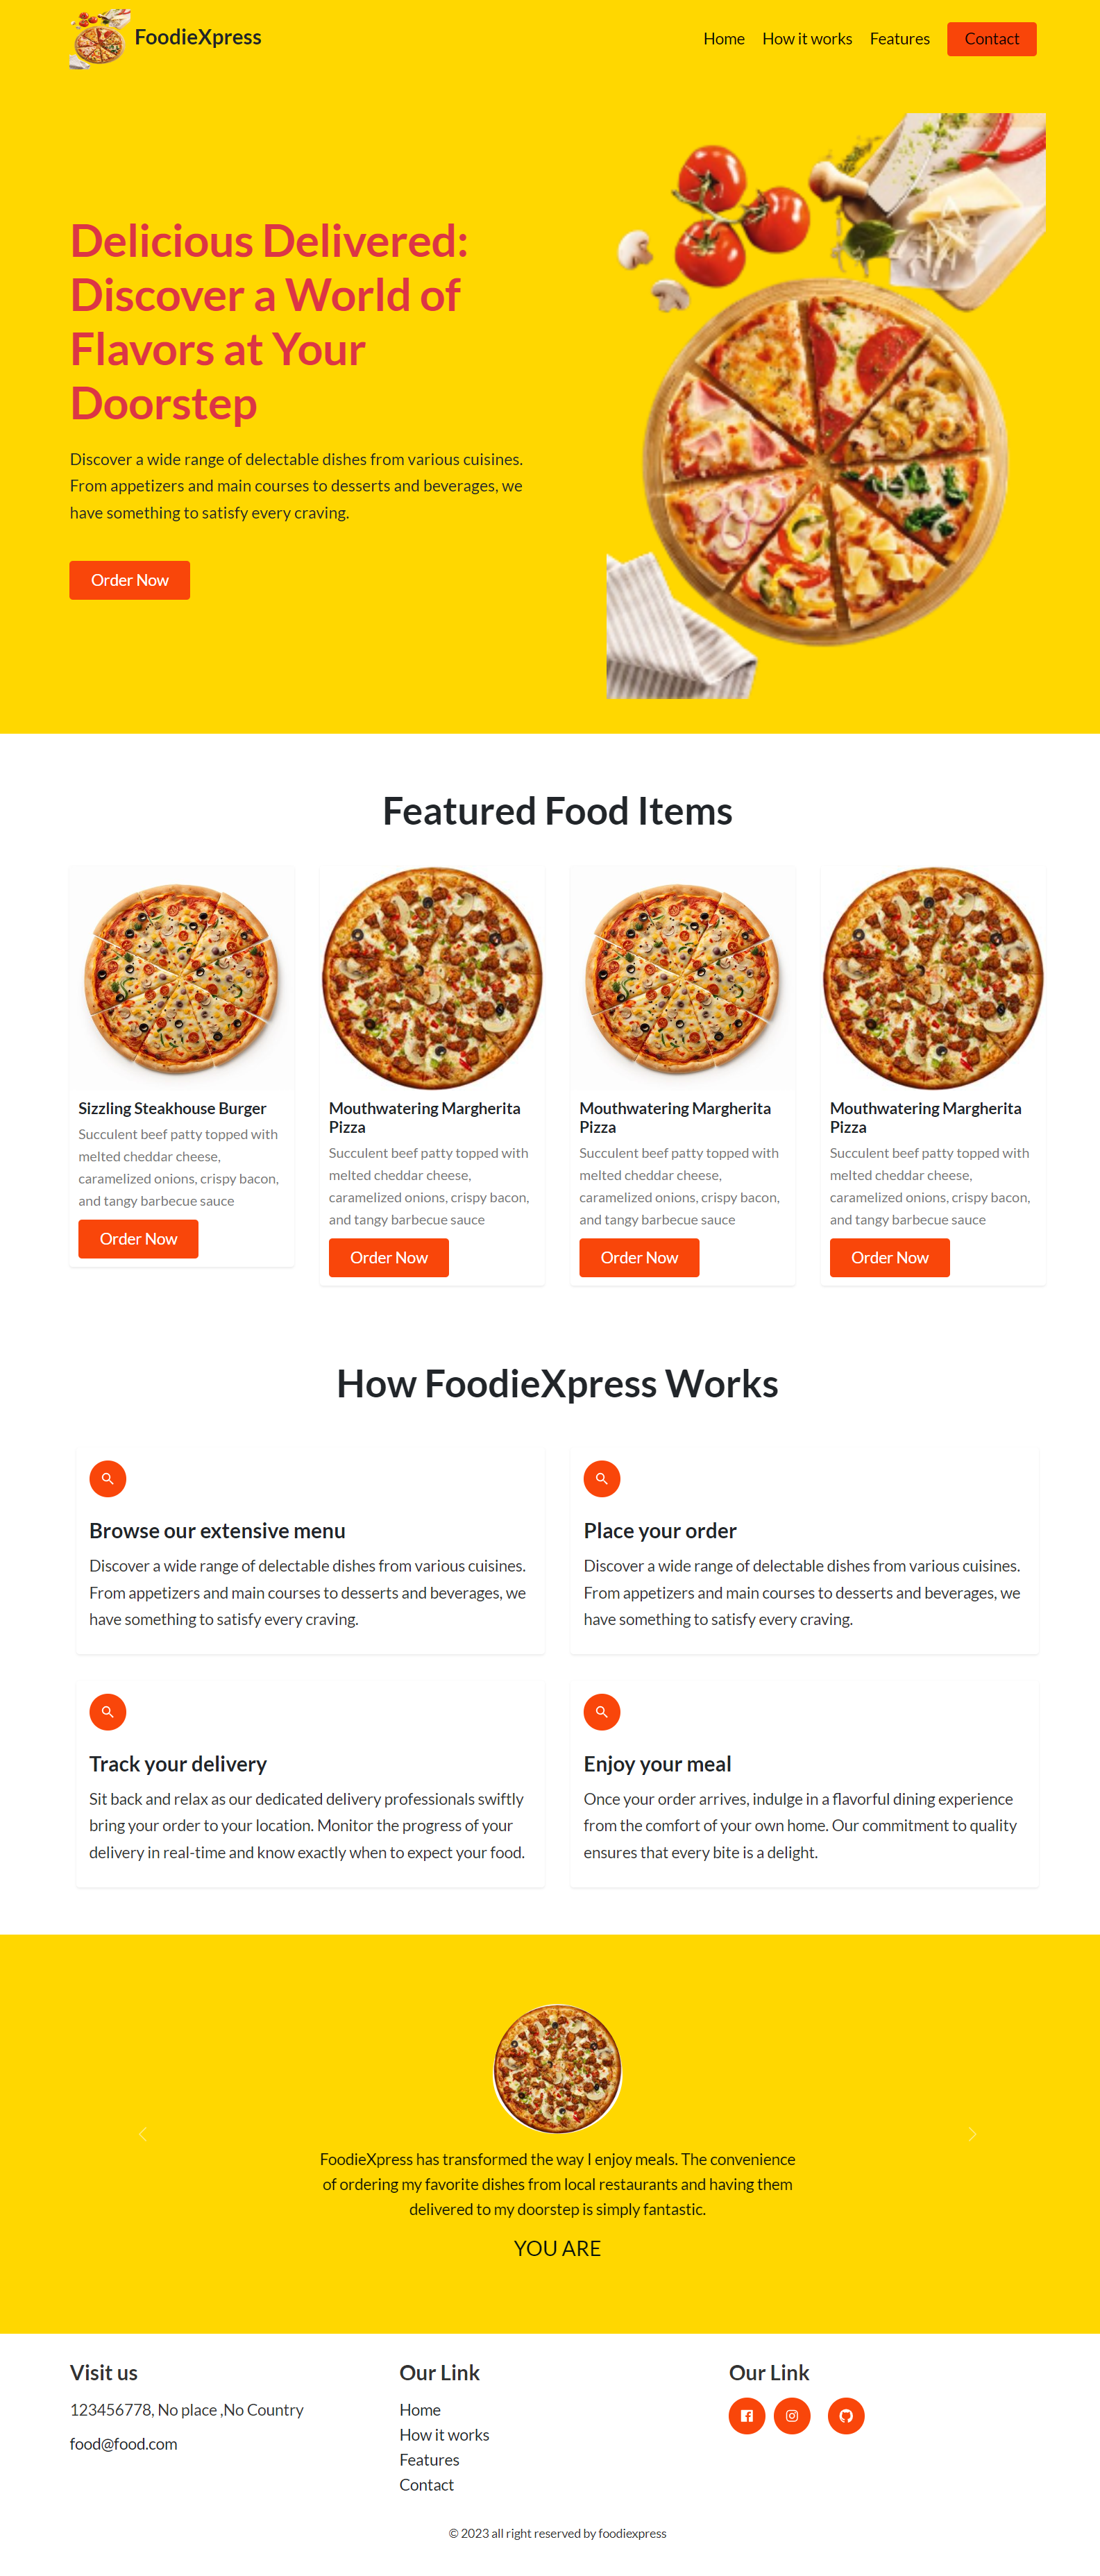 FoodieXpress
Home
How it works
Features
Contact
Delicious Delivered:
Discover a World of
Flavors at Your
Doorstep
Discover a wide range of delectable dishes from various cuisines.
From appetizers and main courses to desserts and beverages, we
have something to satisfy every craving.
Order Now
Featured Food Items
Sizzling Steakhouse Burger
Succulent beef patty topped with
melted cheddar cheese,
caramelized onions, crispy bacon,
and tangy barbecue sauce
Order Now
Mouthwatering Margherita
Pizza
Succulent beef patty topped with
melted cheddar cheese,
caramelized onions, crispy bacon,
and tangy barbecue sauce
Order Now
Mouthwatering Margherita
Pizza
Succulent beef patty topped with
melted cheddar cheese,
caramelized onions, crispy bacon,
and tangy barbecue sauce
Order Now
Mouthwatering Margherita
Pizza
Succulent beef patty topped with
melted cheddar cheese,
caramelized onions, crispy bacon,
and tangy barbecue sauce
Order Now
How FoodieXpress Works
Browse our extensive menu
Discover a wide range of delectable dishes from various cuisines.
From appetizers and main courses to desserts and beverages, we
have something to satisfy every craving.
Place your order
Discover a wide range of delectable dishes from various cuisines.
From appetizers and main courses to desserts and beverages, we
have something to satisfy every craving.
Track your delivery
Sit back and relax as our dedicated delivery professionals swiftly
bring your order to your location. Monitor the progress of your
delivery in real-time and know exactly when to expect your food.
Enjoy your meal
Once your order arrives, indulge in a flavorful dining experience
from the comfort of your own home. Our commitment to quality
ensures that every bite is a delight.
FoodieXpress has transformed the way I enjoy meals. The convenience
of ordering my favorite dishes from local restaurants and having them
delivered to my doorstep is simply fantastic.
YOU ARE
Visit us
123456778, No place ,No Country
food@food.com
Our Link
Home
How it works
Features
Contact
Our Link
© 2023 all right reserved by foodiexpress